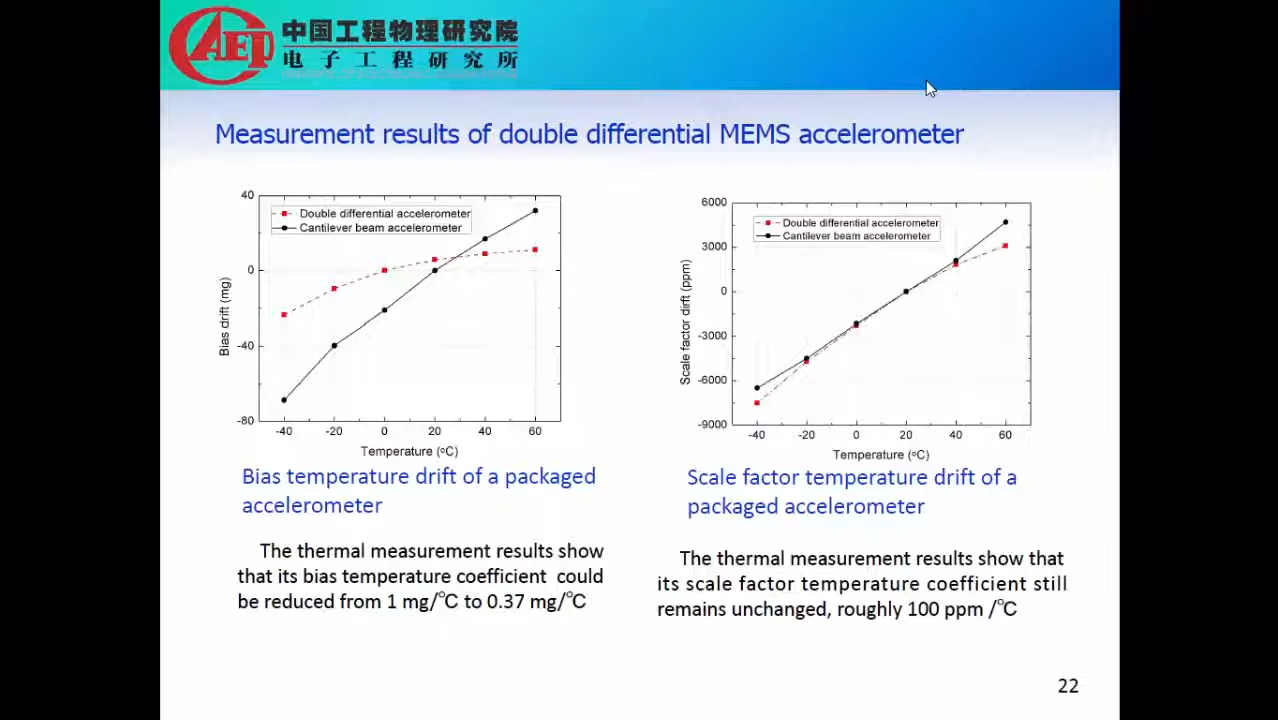 CAEP
中国工程物理研究院
电子工程研究所
Measurement results of double differential MEMS accelerometer
40
0
-40
-80
Bias drift (mg)
Double differential accelerometer
Cantilever beam accelerometer
-40 -20 0 20 40 60
Temperature (°C)
6000
3000
0
-3000
-6000
-9000
Scale factor dirft (ppm)
Double differential accelerometer
Cantilever beam accelerometer
-40 -20 0 20 40 60
Temperature (°C)
Bias temperature drift of a packaged
accelerometer
The thermal measurement results show
that its bias temperature coefficient could
be reduced from 1 mg/℃ to 0.37 mg/℃
Scale factor temperature drift of a
packaged accelerometer
The thermal measurement results show that
its scale factor temperature coefficient still
remains unchanged, roughly 100 ppm /℃
22